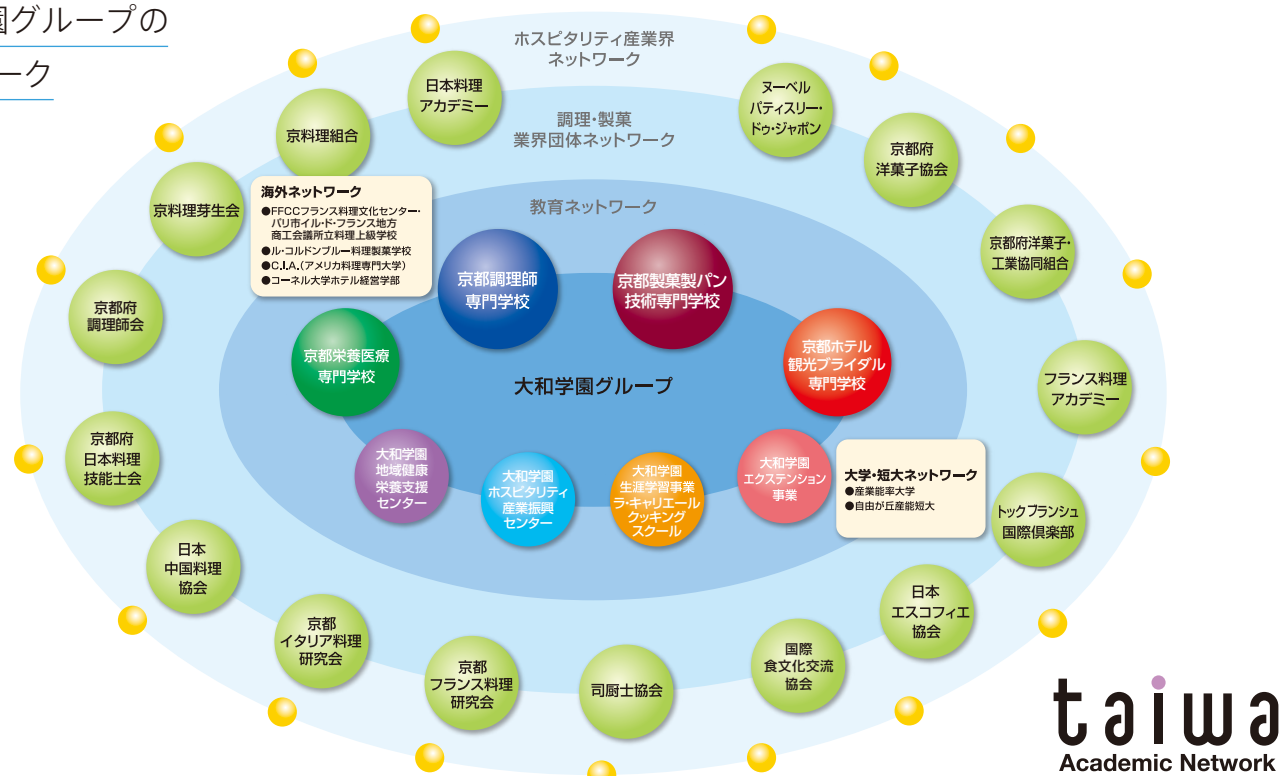 園グループの
ーク
ホスピタリティ産業界
ネットワーク
調理・製菓
業界団体ネットワーク
教育ネットワーク
大和学園グループ
日本料理
アカデミー
ヌーベル
パティスリー・
ドゥ・ジャポン
京料理組合
京都府
洋菓子協会
京料理芽生会
京都府洋菓子・
工業協同組合
海外ネットワーク
●FFCCフランス料理文化センター・
パリ市イル・ド・フランス地方
商工会議所立料理上級学校
●ル・コルドンブルー料理製菓学校
●C.I.A.(アメリカ料理専門大学)
●コーネル大学ホテル経営学部
京都調理師
専門学校
京都製菓製パン
技術専門学校
京都府
調理師会
京都栄養医療
専門学校
京都ホテル
観光ブライダル
専門学校
フランス料理
アカデミー
京都府
日本料理
技能士会
大和学園
地域健康
栄養支援
センター
大和学園
ホスピタリティ
産業振興
センター
大和学園
生涯学習事業
ラ・キャリエール
クッキング
スクール
大和学園
エクステンション
事業
大学・短大ネットワーク
●産業能率大学
●自由が丘産能短大
トックブランシュ
国際倶楽部
日本
中国料理
協会
日本
エスコフィエ
協会
京都
イタリア料理
研究会
京都
フランス料理
研究会
司厨士協会
国際
食文化交流
協会
taiwa
Academic Network